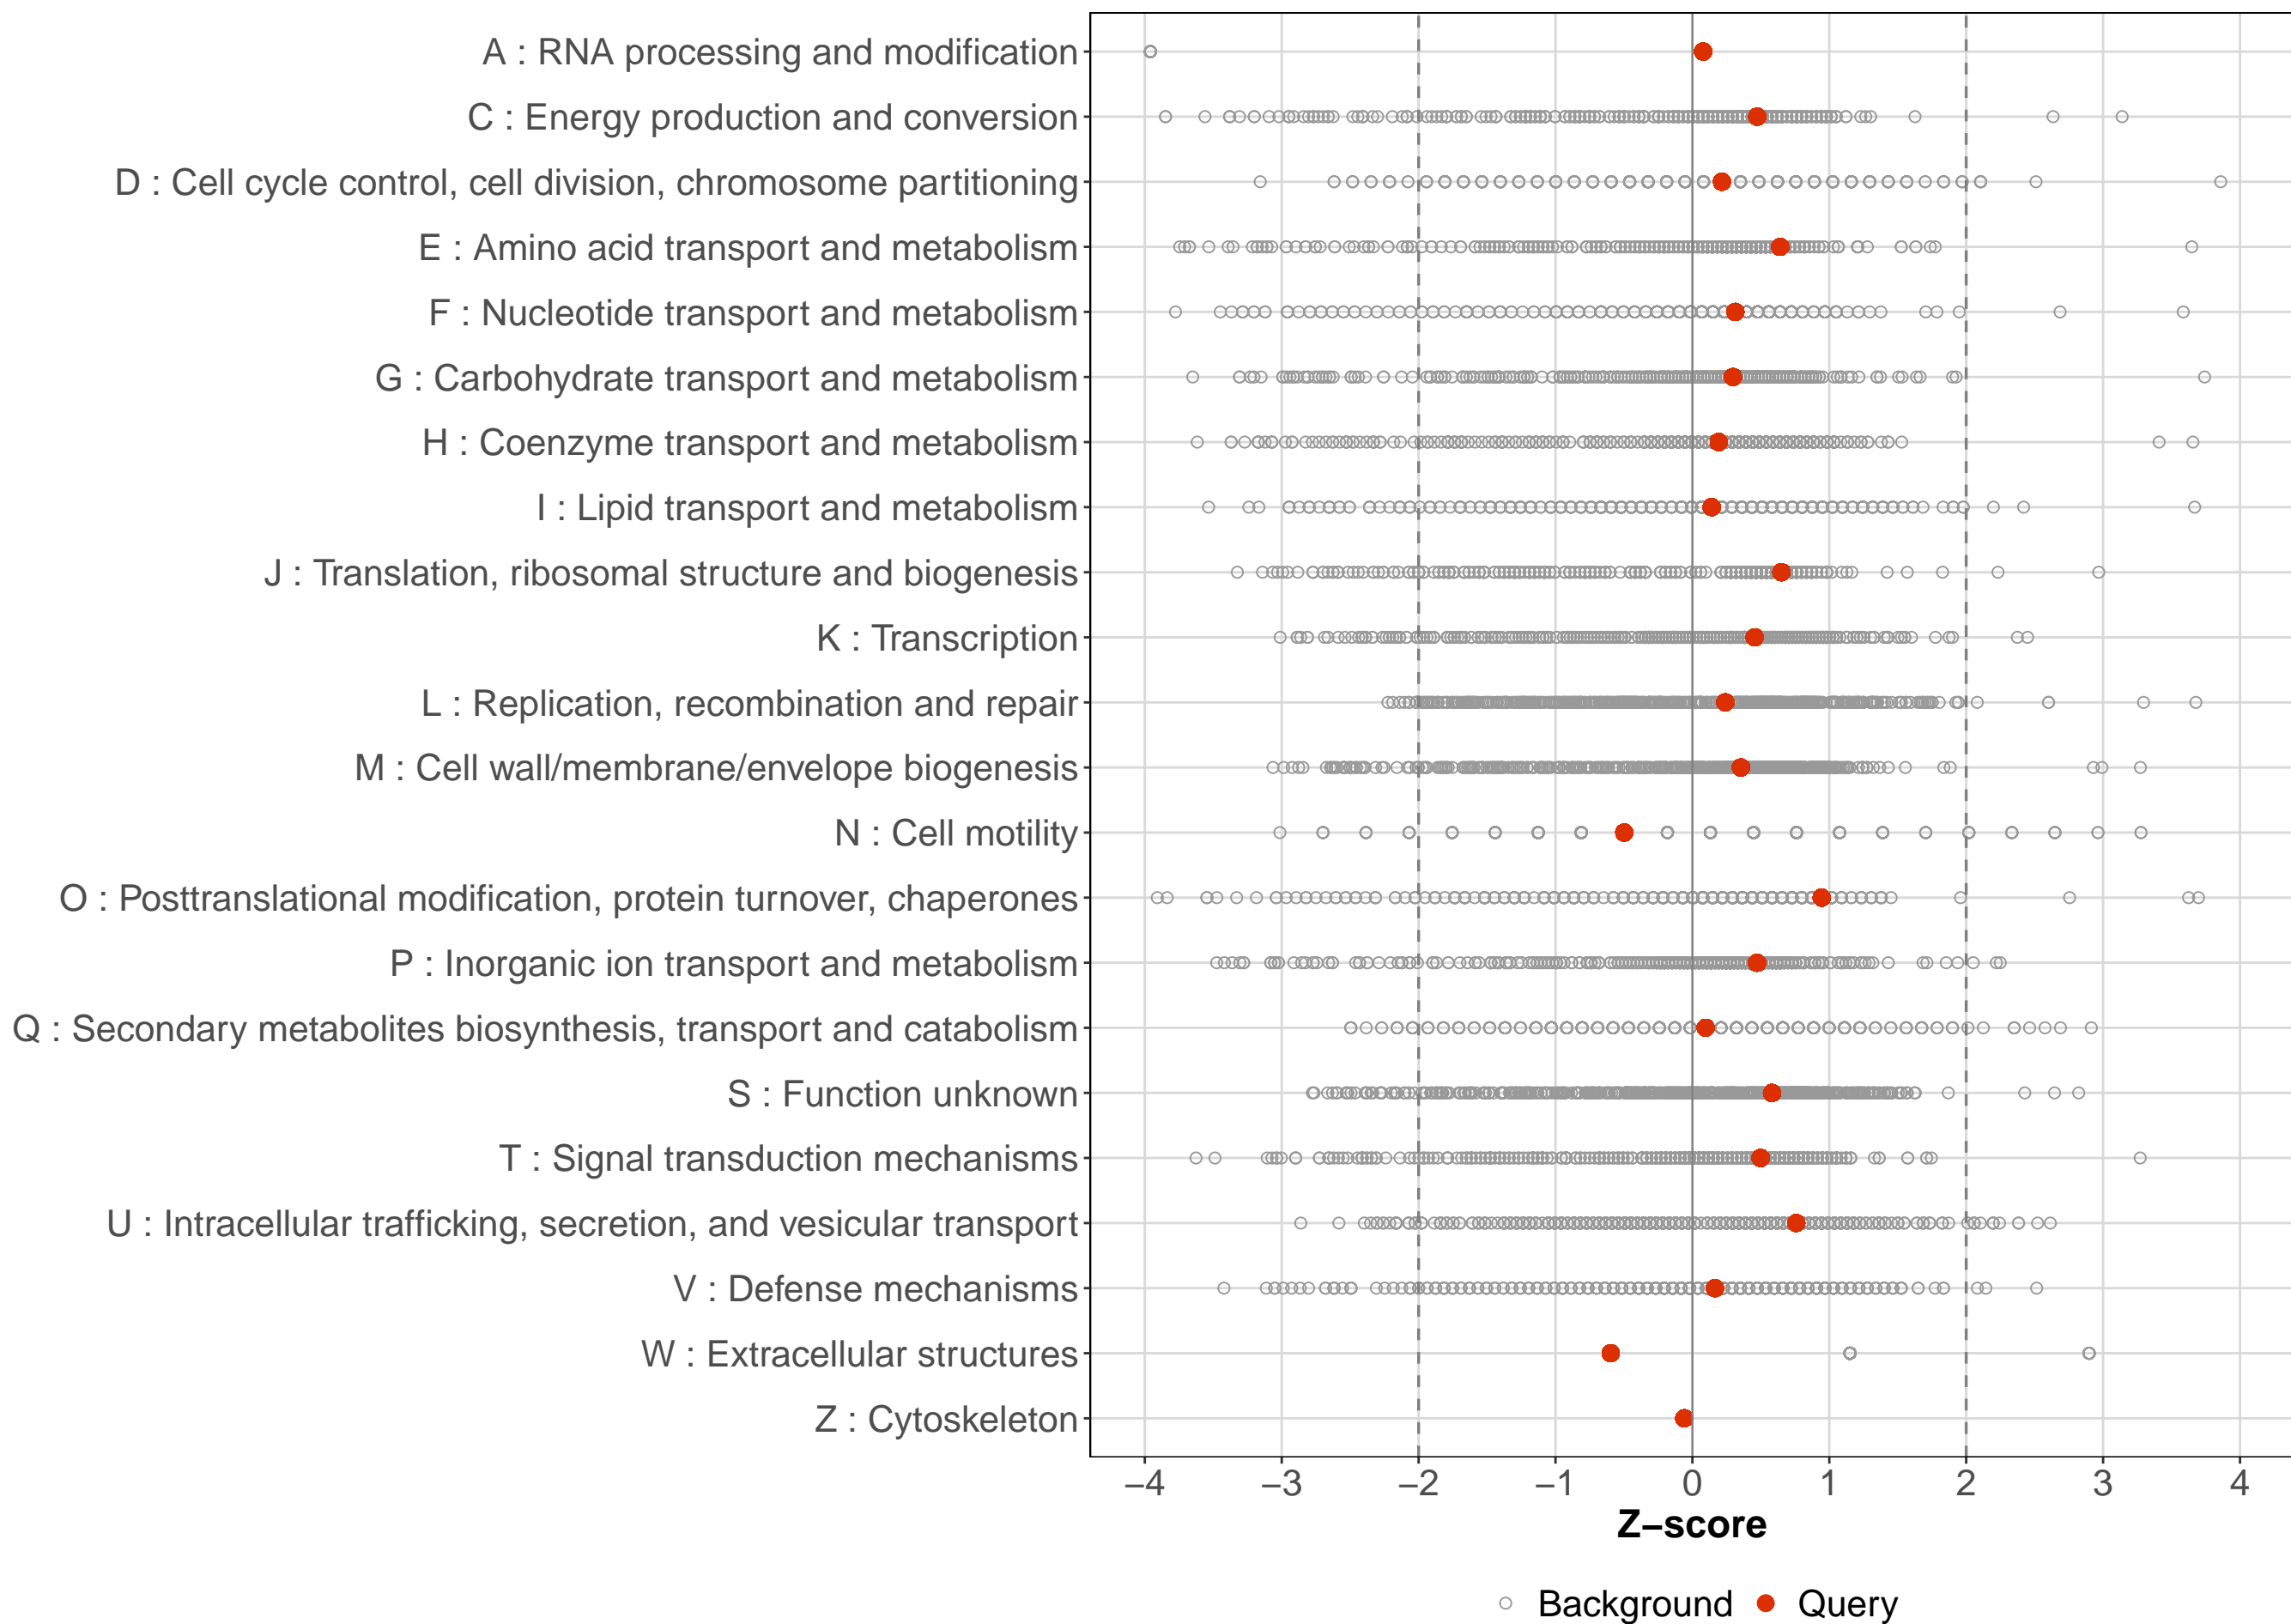 A : RNA processing and modification
C : Energy production and conversion
D : Cell cycle control, cell division, chromosome partitioning
E : Amino acid transport and metabolism
F : Nucleotide transport and metabolism
G : Carbohydrate transport and metabolism
H : Coenzyme transport and metabolism
I : Lipid transport and metabolism
J : Translation, ribosomal structure and biogenesis
K : Transcription
L : Replication, recombination and repair
M : Cell wall/membrane/envelope biogenesis
N : Cell motility
O : Posttranslational modification, protein turnover, chaperones
P : Inorganic ion transport and metabolism
Q : Secondary metabolites biosynthesis, transport and catabolism
S : Function unknown
T : Signal transduction mechanisms
U : Intracellular trafficking, secretion, and vesicular transport
V : Defense mechanisms
W : Extracellular structures
Z : Cytoskeleton
−4 −3 −2 −1 0 1 2 3 4
Z−score
Background Query